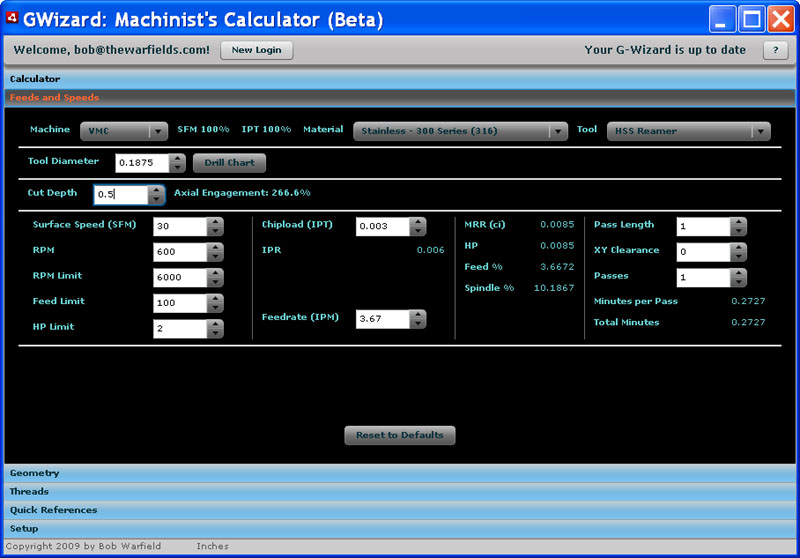 GWizard: Machinist's Calculator (Beta)
Welcome, bob@thewarfields.com! New Login Your G-Wizard is up to date ?
Calculator
Feeds and Speeds
Machine VMC SFM 100% IPT 100% Material Stainless - 300 Series (316) Tool HSS Reamer
Tool Diameter 0.1875 Drill Chart
Cut Depth 0.5 Axial Engagement: 266.6%
Surface Speed (SFM) 30 Chipload (IPT) 0.003 MRR (ci) 0.0085 Pass Length 1
RPM 600 IPR 0.006 HP 0.0085 XY Clearance 0
RPM Limit 6000 Feed % 3.6672 Passes 1
Feed Limit 100 Spindle % 10.1867 Minutes per Pass 0.2727
HP Limit 2 Feedrate (IPM) 3.67 Total Minutes 0.2727
Reset to Defaults
Geometry
Threads
Quick References
Setup
Copyright 2009 by Bob Warfield Inches